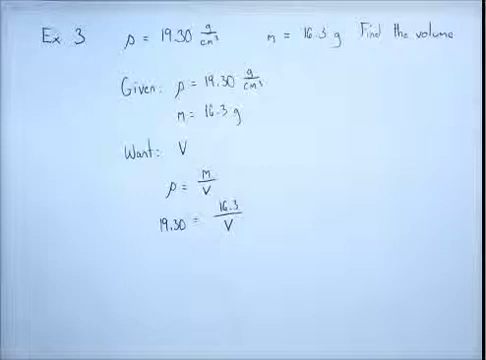 Ex 3 ρ = 19.30 g/cm³ m = 16.3 g Find the volume
Given: ρ = 19.30 g/cm³
m = 16.3 g
Want: V
ρ = m/V
19.30 = 16.3/V